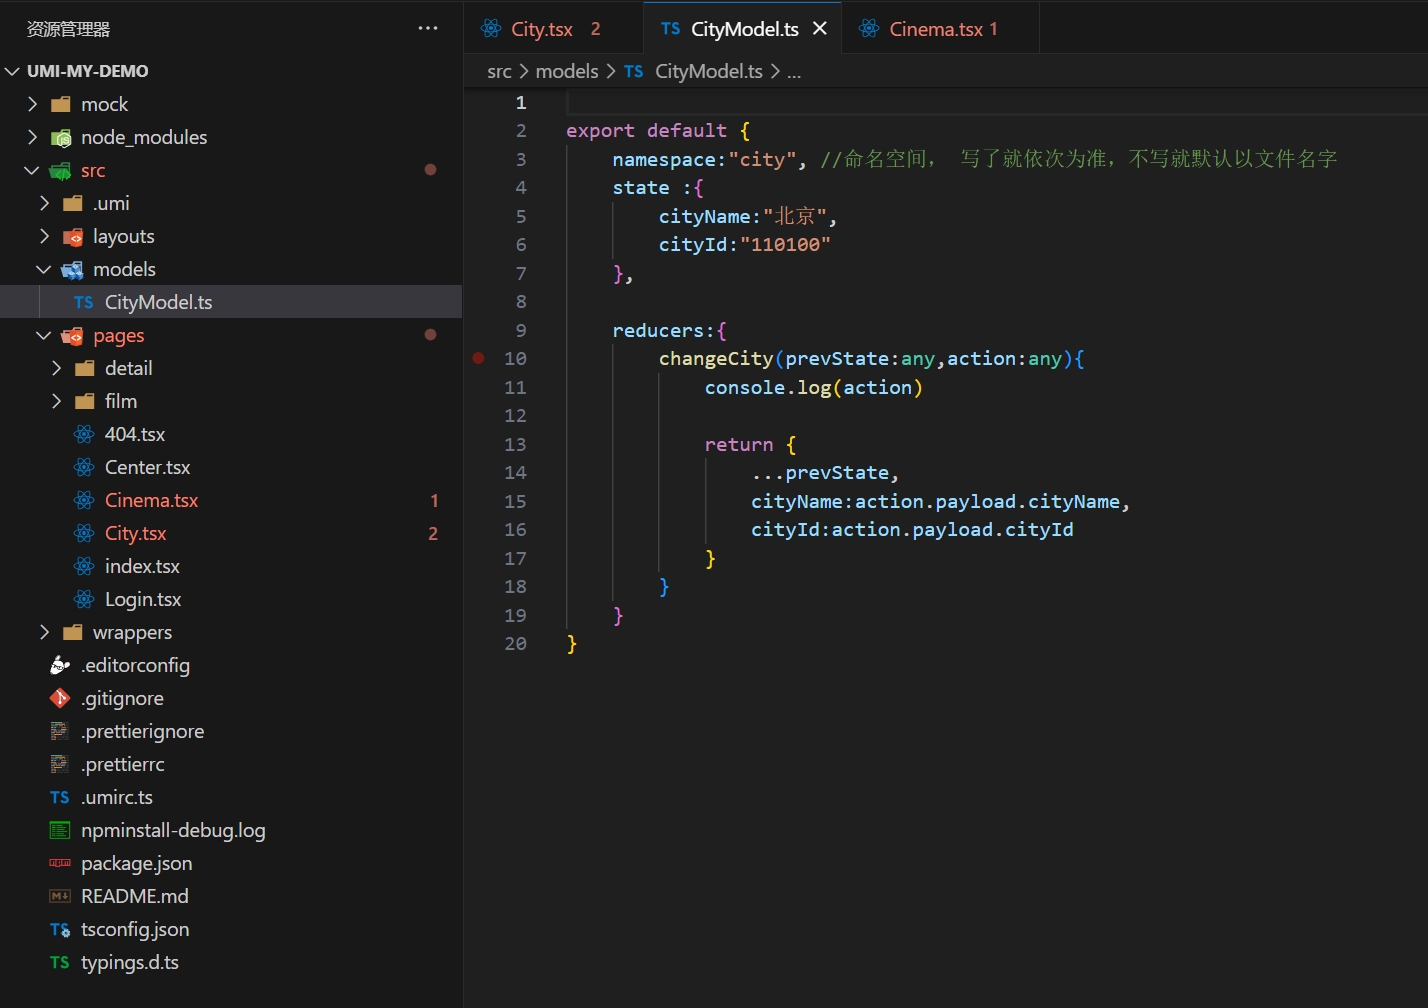 资源管理器 ...
UMI-MY-DEMO
mock
node_modules
src
.umi
layouts
models
TS CityModel.ts
pages
detail
film
404.tsx
Center.tsx
Cinema.tsx 1
City.tsx 2
index.tsx
Login.tsx
wrappers
.editorconfig
.gitignore
.prettierignore
.prettierrc
TS .umirc.ts
npminstall-debug.log
package.json
README.md
TS tsconfig.json
TS typings.d.ts
City.tsx 2 TS CityModel.ts Cinema.tsx 1
src > models > TS CityModel.ts > ...
1
2 export default {
3 namespace:"city", //命名空间， 写了就依次为准，不写就默认以文件名字
4 state :{
5 cityName:"北京",
6 cityId:"110100"
7 },
8
9 reducers:{
10 changeCity(prevState:any,action:any){
11 console.log(action)
12
13 return {
14 ...prevState,
15 cityName:action.payload.cityName,
16 cityId:action.payload.cityId
17 }
18 }
19 }
20 }